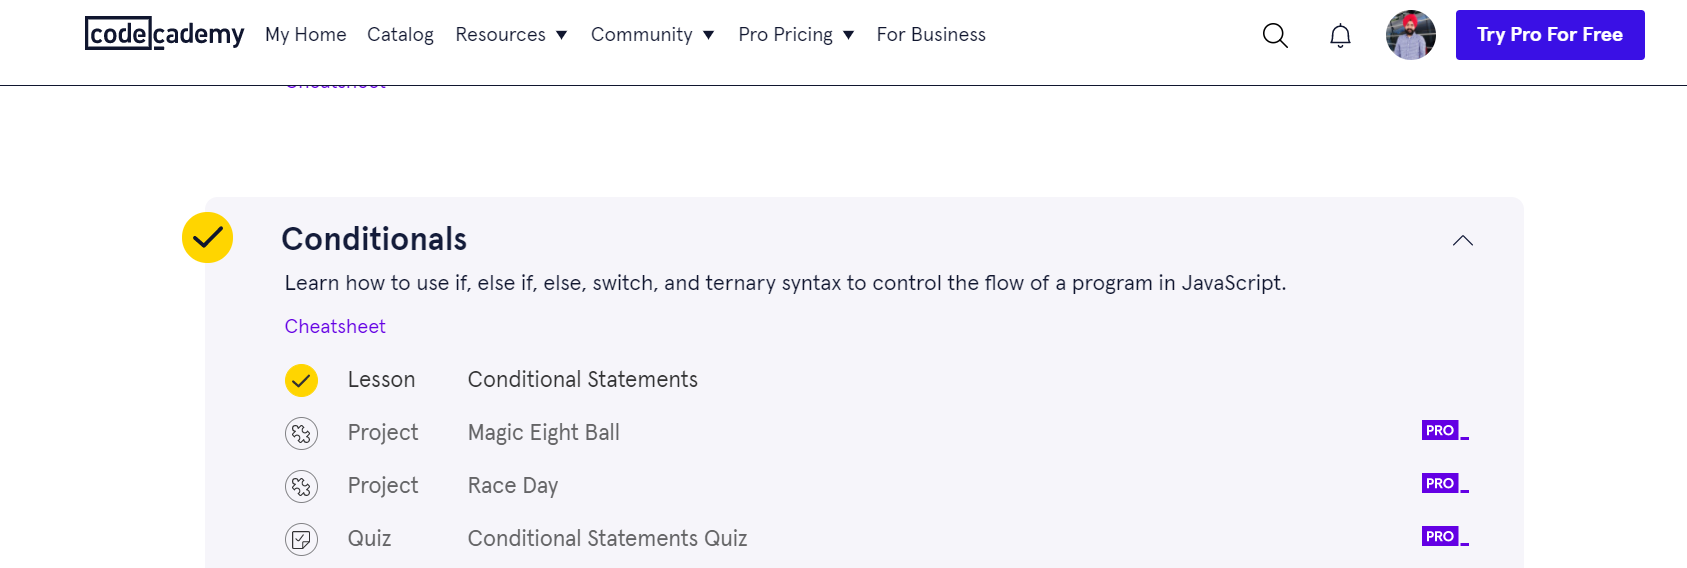 codecademy My Home Catalog Resources ▼ Community ▼ Pro Pricing ▼ For Business Try Pro For Free
Cheatsheet
Conditionals
Learn how to use if, else if, else, switch, and ternary syntax to control the flow of a program in JavaScript.
Cheatsheet
Lesson Conditional Statements
Project Magic Eight Ball PRO
Project Race Day PRO
Quiz Conditional Statements Quiz PRO